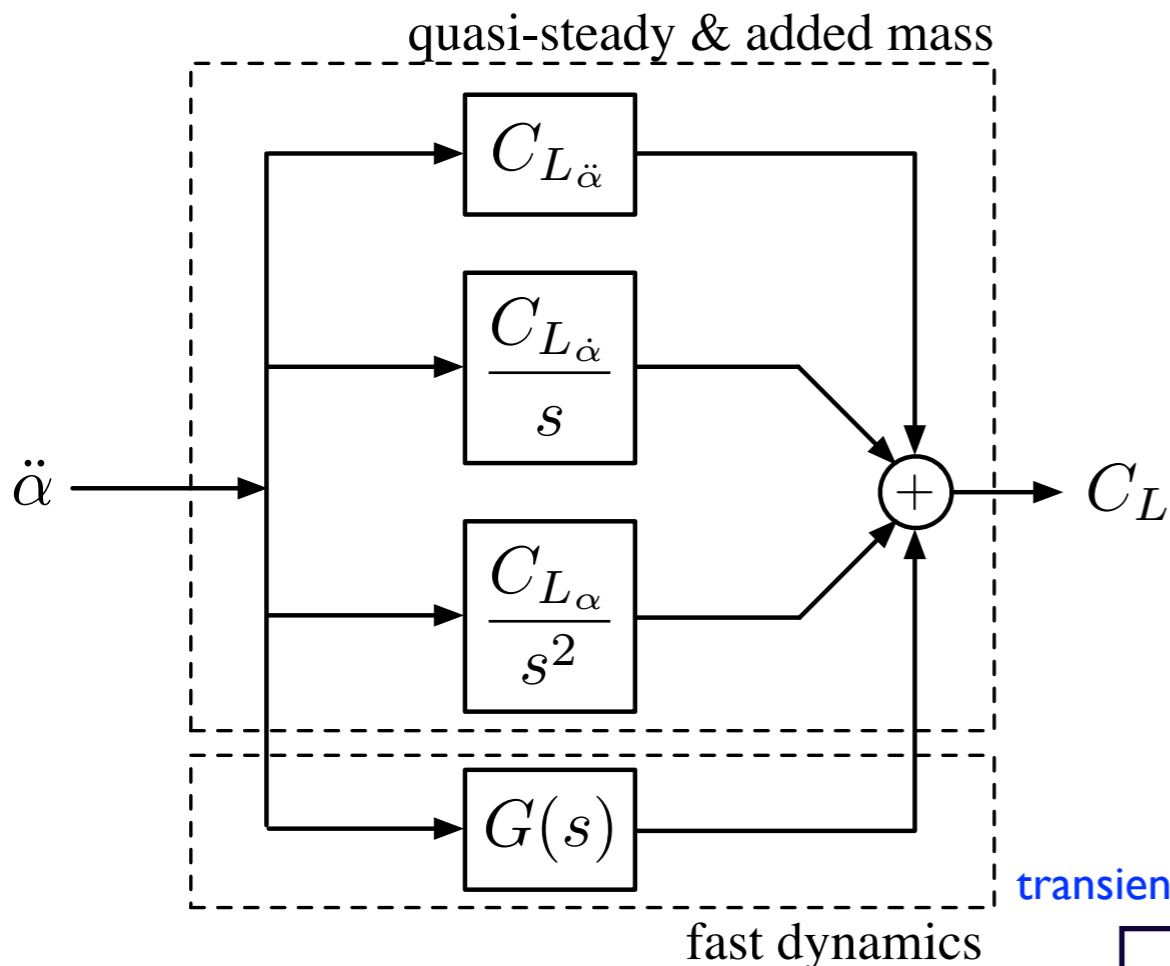 quasi-steady & added mass
$C_{L_{\ddot{\alpha}}}$
$\frac{C_{L_{\dot{\alpha}}}}{s}$
$\ddot{\alpha}$
$+$
$C_L$
$\frac{C_{L_{\alpha}}}{s^2}$
$G(s)$
transien
fast dynamics